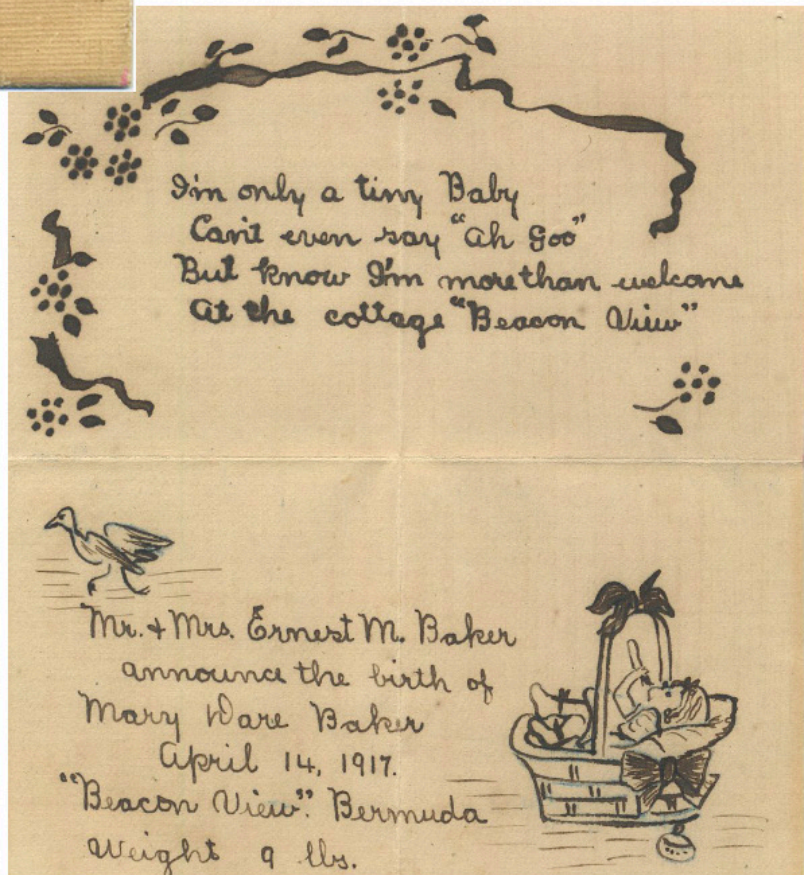 I'm only a tiny Baby
Can't even say "Ah Goo"
But know I'm more than welcome
At the cottage "Beacon View"
Mr. & Mrs. Ernest M. Baker
announce the birth of
Mary Dare Baker
April 14, 1917.
"Beacon View". Bermuda
Weight 9 lbs.